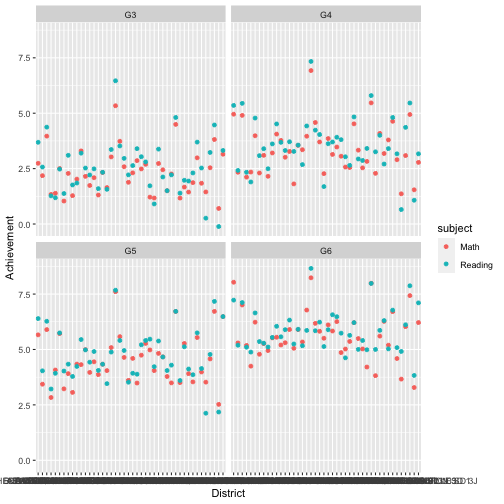 G3
G4
7.5
5.0
2.5
0.0
G5
G6
7.5
5.0
2.5
0.0
Achievement
District
subject
Math
Reading